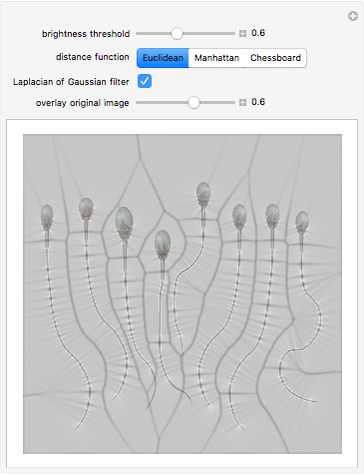 brightness threshold 0.6
distance function Euclidean Manhattan Chessboard
Laplacian of Gaussian filter
overlay original image 0.6